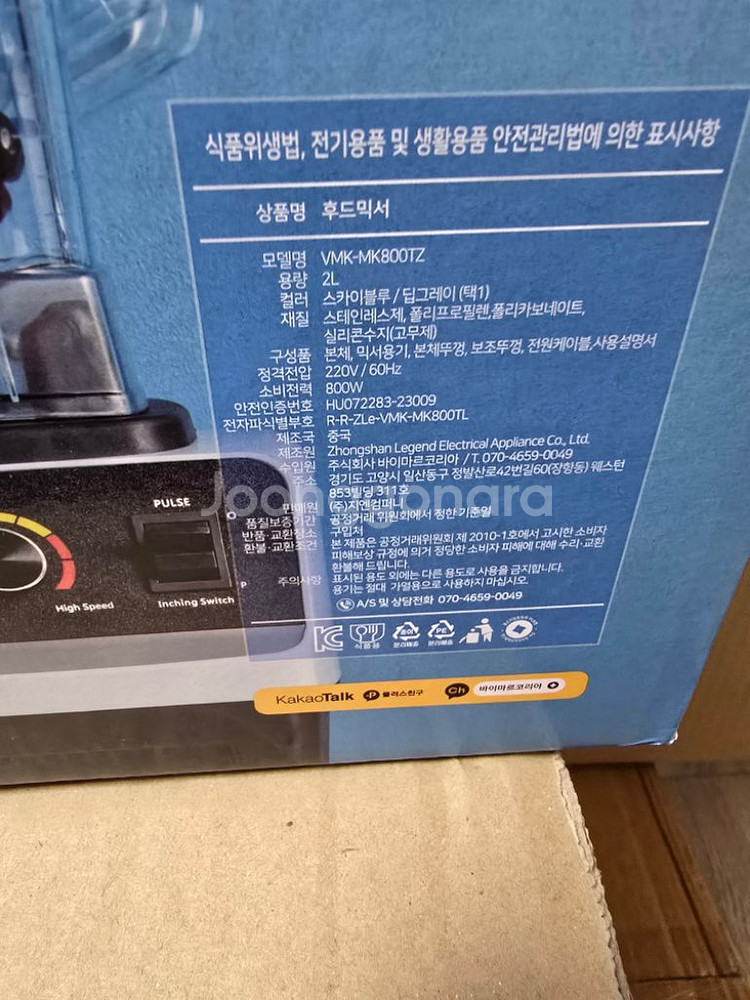 식품위생법, 전기용품 및 생활용품 안전관리법에 의한 표시사항
상품명 후드믹서
모델명 VMK-MK800TZ
용량 2L
컬러 스카이블루 / 딥그레이 (택1)
재질 스테인레스제, 폴리프로필렌,폴리카보네이트,
실리콘수지(고무제)
구성품 본체, 믹서용기, 본체뚜껑, 보조뚜껑, 전원케이블,사용설명서
정격전압 220V / 60Hz
소비전력 800W
안전인증번호 HU072283-23009
전자파식별부호 R-R-ZLe-VMK-MK800TL
제조국 중국
제조원 Zhongshan Legend Electrical Appliance Co., Ltd.
수입원 주식회사 바이마르코리아 / T. 070-4659-0049
주소 경기도 고양시 일산동구 정발산로42번길60(장항동) 웨스턴
853빌딩 311호
판매원 (주)지엔컴퍼니
품질보증기간 공정거래 위원회에서 정한 기준일
반품·교환장소 구입처
환불·교환조건 본 제품은 공정거래위원회 제 2010-1호에서 고시한 소비자
피해보상 규정에 의거 정당한 소비자 피해에 대해 수리·교환
환불해 드립니다.
주의사항 표시된 용도 외에는 다른 용도로 사용을 금지합니다.
용기는 절대 가열용으로 사용하지 마십시오.
A/S 및 상담전화 070-4659-0049
식품용
종이
분리배출
PE
분리배출
KakaoTalk P 플러스친구 Ch 바이마르코리아
PULSE
O
P
High Speed
Inching Switch
Joonggonara